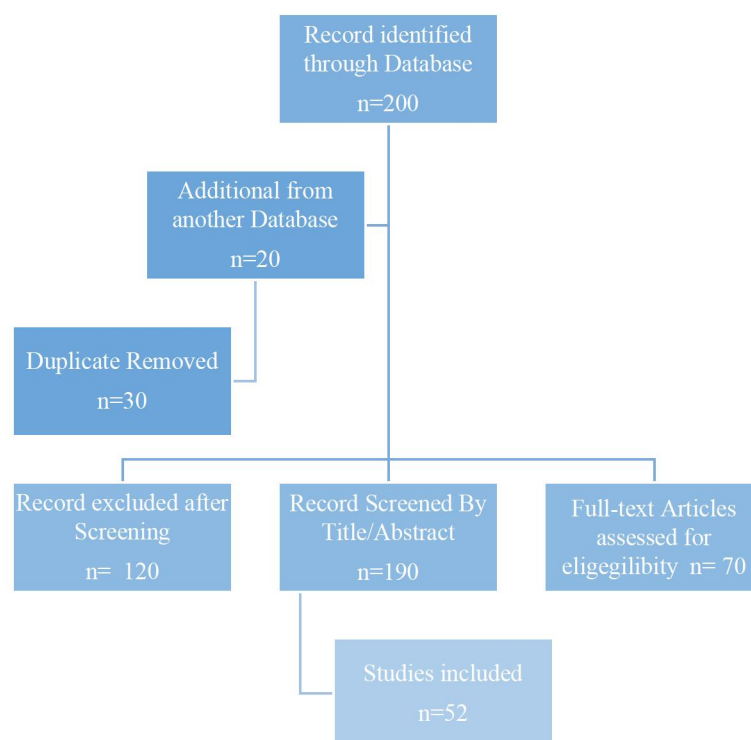 Record identified
through Database
n=200
Additional from
another Database
n=20
Duplicate Removed
n=30
Record excluded after
Screening
n= 120
Record Screened By
Title/Abstract
n=190
Full-text Articles
assessed for
eligegilibity n= 70
Studies included
n=52